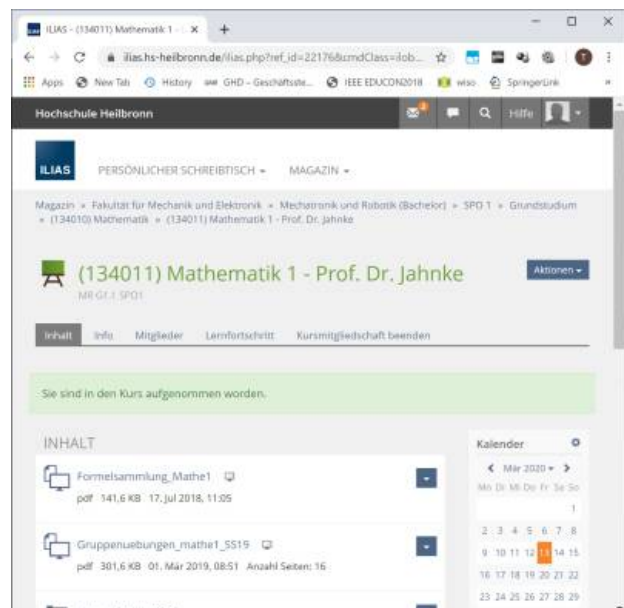 ILIAS - (134011) Mathematik 1 -
ilias.hs-heilbronn.de/ilias.php?ref_id=22176&cmdClass=ilob...
Apps New Tab History GHD - Geschäftsste... IEEE EDUCON2018 wiso SpringerLink »
Hochschule Heilbronn Hilfe
ILIAS PERSÖNLICHER SCHREIBTISCH MAGAZIN
Magazin » Fakultät für Mechanik und Elektronik » Mechatronik und Robotik (Bachelor) » SPO 1 » Grundstudium
» (134010) Mathematik » (134011) Mathematik 1 - Prof. Dr. Jahnke
(134011) Mathematik 1 - Prof. Dr. Jahnke Aktionen
MR G1.1 SPO1
Inhalt Info Mitglieder Lernfortschritt Kursmitgliedschaft beenden
Sie sind in den Kurs aufgenommen worden.
INHALT
Formelsammlung_Mathe1
pdf 141,6 KB 17. Jul 2018, 11:05
Gruppenuebungen_mathe1_SS19
pdf 301,6 KB 01. Mär 2019, 08:51 Anzahl Seiten: 16
Kalender
Mär 2020
Mo Di Mi Do Fr Sa So
1
2 3 4 5 6 7 8
9 10 11 12 13 14 15
16 17 18 19 20 21 22
23 24 25 26 27 28 29